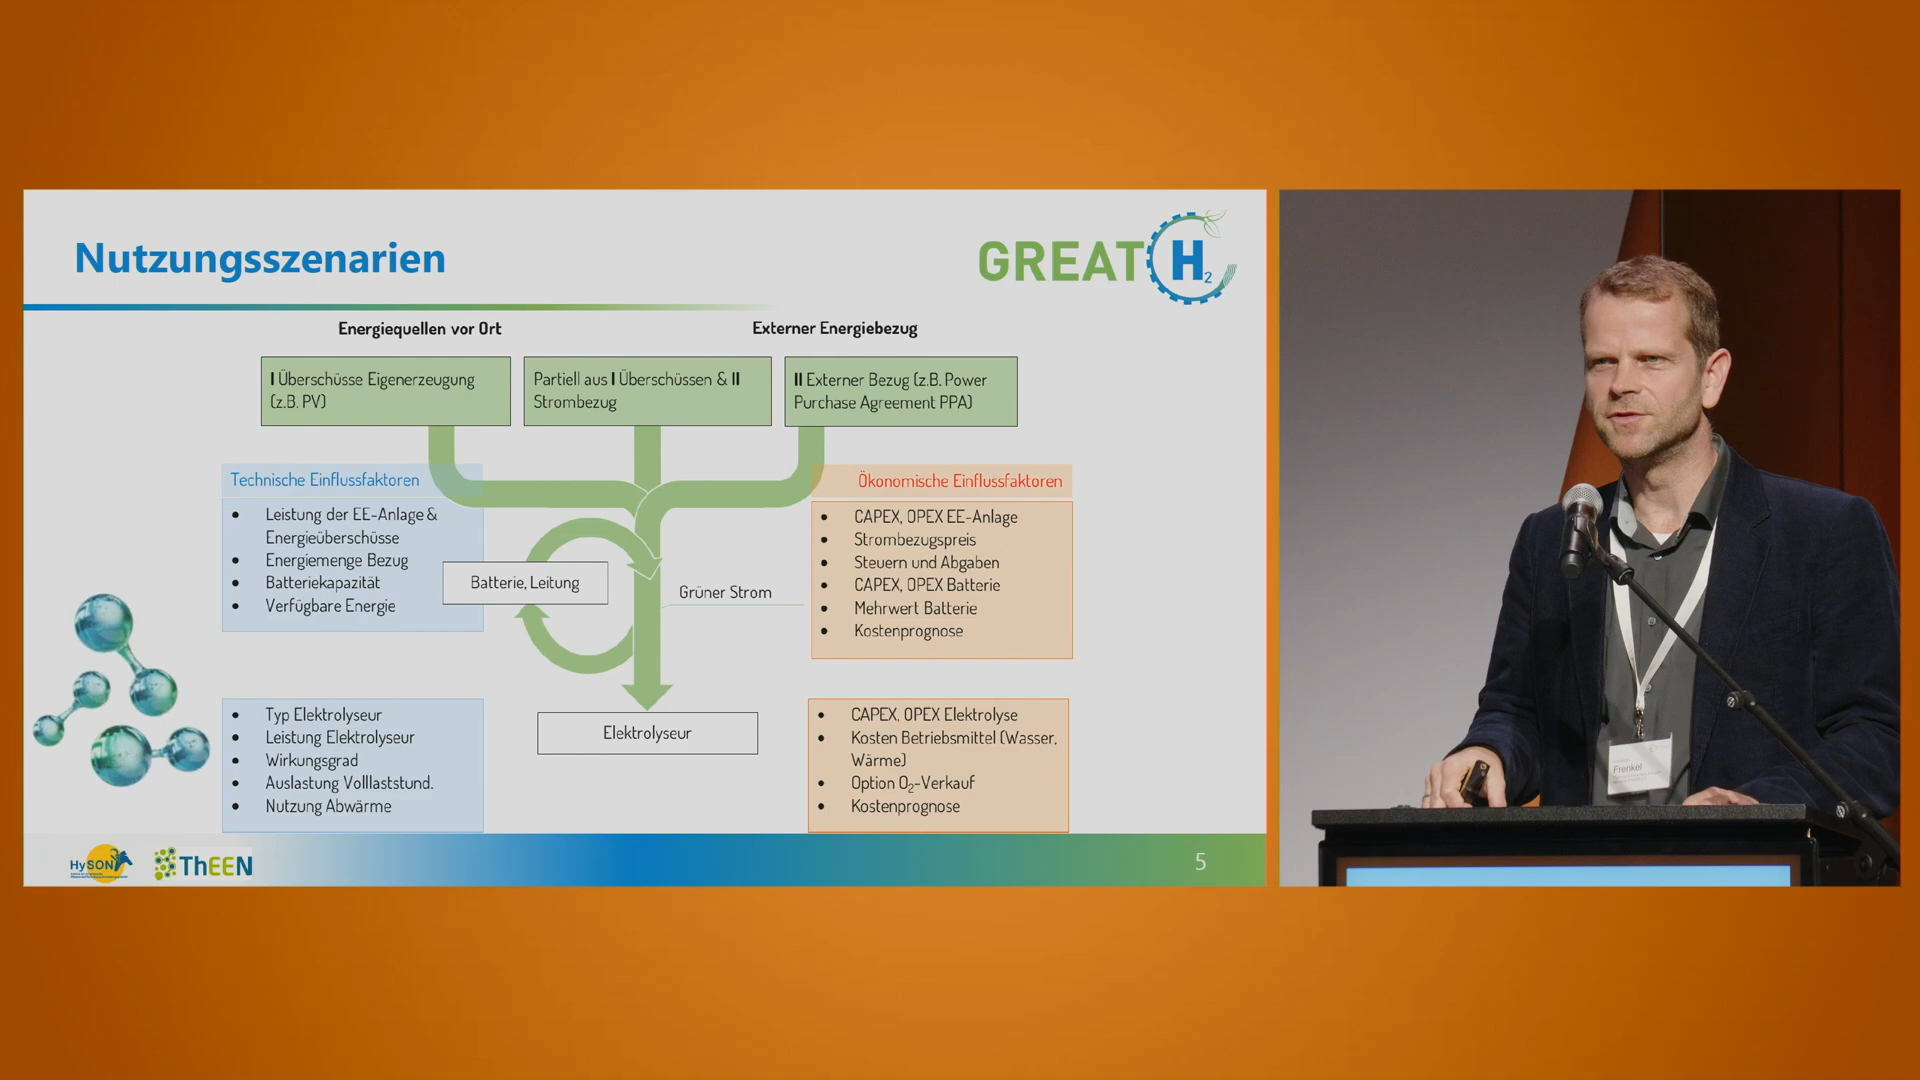 Nutzungsszenarien
GREAT H2
Energiequellen vor Ort
Externer Energiebezug
I Überschüsse Eigenerzeugung
(z.B. PV)
Partiell aus I Überschüssen & II
Strombezug
II Externer Bezug (z.B. Power
Purchase Agreement PPA)
Technische Einflussfaktoren
• Leistung der EE-Anlage &
Energieüberschüsse
• Energiemenge Bezug
• Batteriekapazität
• Verfügbare Energie
Batterie, Leitung
Grüner Strom
Ökonomische Einflussfaktoren
• CAPEX, OPEX EE-Anlage
• Strombezugspreis
• Steuern und Abgaben
• CAPEX, OPEX Batterie
• Mehrwert Batterie
• Kostenprognose
• Typ Elektrolyseur
• Leistung Elektrolyseur
• Wirkungsgrad
• Auslastung Volllaststund.
• Nutzung Abwärme
Elektrolyseur
• CAPEX, OPEX Elektrolyse
• Kosten Betriebsmittel (Wasser,
Wärme)
• Option O2-Verkauf
• Kostenprognose
HySON
ThEEN
5
Frenkel